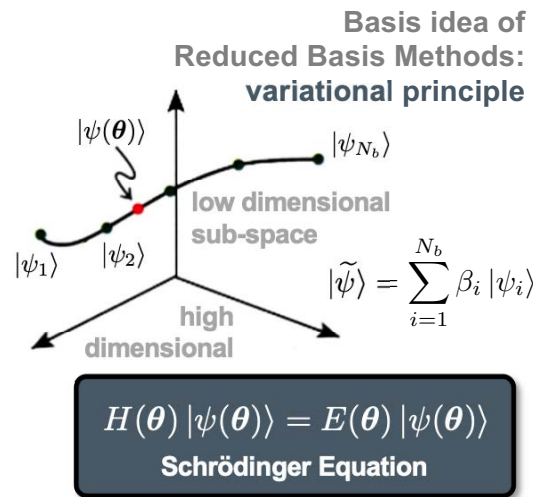 Basis idea of
Reduced Basis Methods:
variational principle
|ψ(θ)⟩
|ψ_{N_b}⟩
low dimensional
sub-space
|ψ_1⟩
|ψ_2⟩
|ψ̃⟩ = ∑_{i=1}^{N_b} β_i |ψ_i⟩
high
dimensional
H(θ) |ψ(θ)⟩ = E(θ) |ψ(θ)⟩
Schrödinger Equation